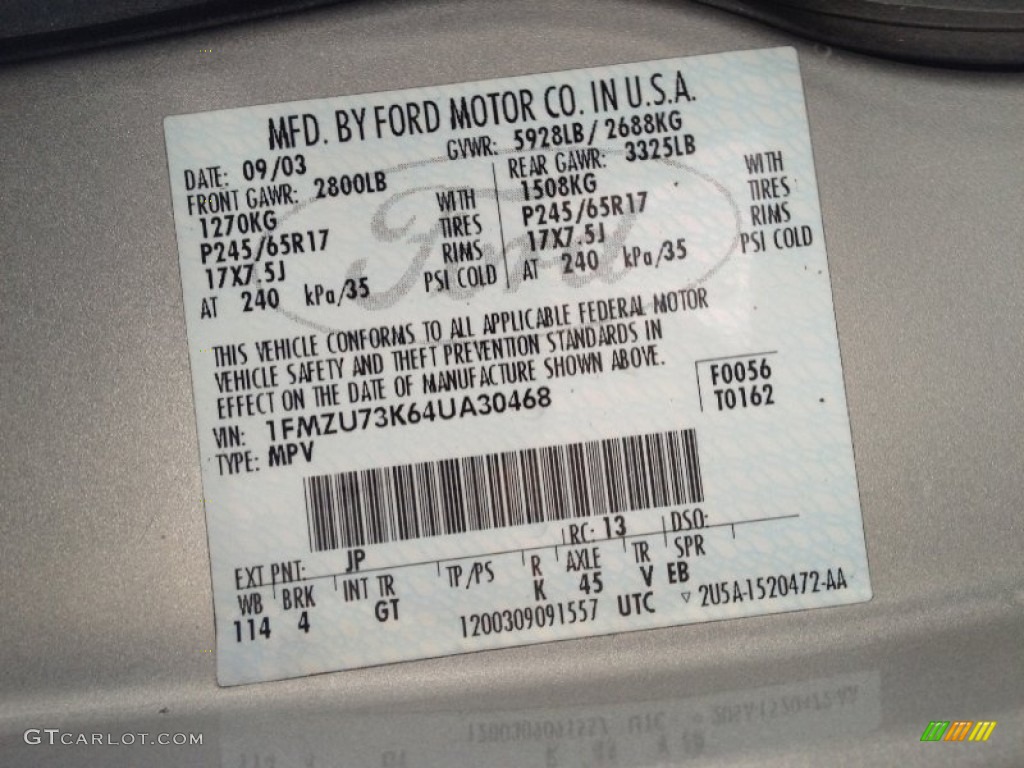 MFD. BY FORD MOTOR CO. IN U.S.A.
DATE: 09/03 GVWR: 5928LB/ 2688KG
FRONT GAWR: 2800LB REAR GAWR: 3325LB
1270KG WITH 1508KG WITH
P245/65R17 TIRES P245/65R17 TIRES
17X7.5J RIMS 17X7.5J RIMS
AT 240 kPa/35 PSI COLD AT 240 kPa/35 PSI COLD
Ford
THIS VEHICLE CONFORMS TO ALL APPLICABLE FEDERAL MOTOR
VEHICLE SAFETY AND THEFT PREVENTION STANDARDS IN
EFFECT ON THE DATE OF MANUFACTURE SHOWN ABOVE.
VIN: 1FMZU73K64UA30468 F0056
TYPE: MPV T0162
EXT PNT: JP RC: 13 DSO:
WB BRK INT TR TP/PS R AXLE TR SPR
114 4 GT K 45 V EB
1200309091557 UTC ▽ 2U5A-1520472-AA
GTCARLOT.COM